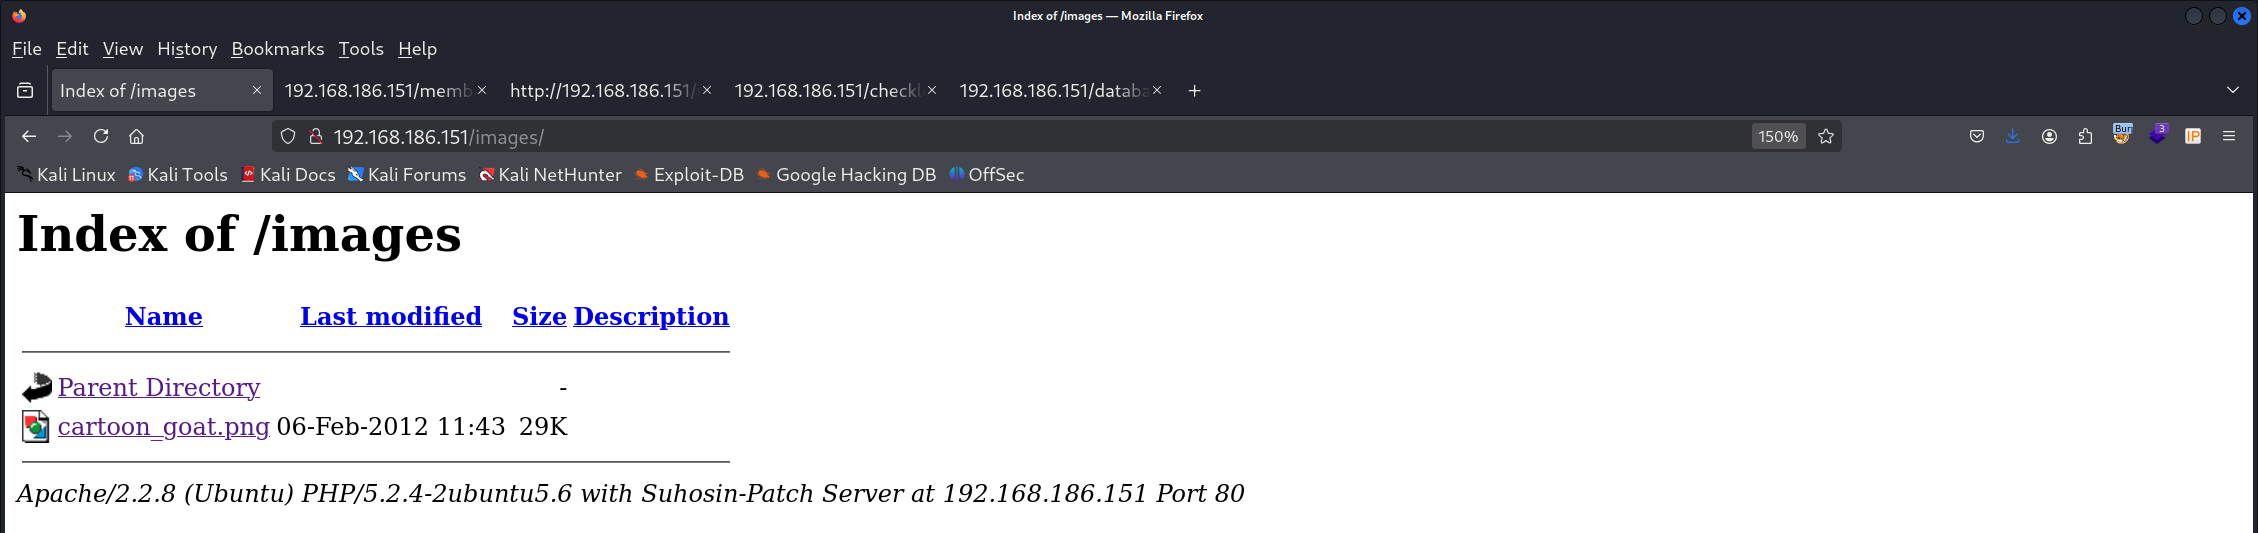 Index of /images — Mozilla Firefox
File Edit View History Bookmarks Tools Help
Index of /images 192.168.186.151/memb http://192.168.186.151/ 192.168.186.151/checkl 192.168.186.151/databa
192.168.186.151/images/ 150% Bur 3 IP
Kali Linux Kali Tools Kali Docs Kali Forums Kali NetHunter Exploit-DB Google Hacking DB OffSec
Index of /images
Name Last modified Size Description
Parent Directory -
cartoon_goat.png 06-Feb-2012 11:43 29K
Apache/2.2.8 (Ubuntu) PHP/5.2.4-2ubuntu5.6 with Suhosin-Patch Server at 192.168.186.151 Port 80